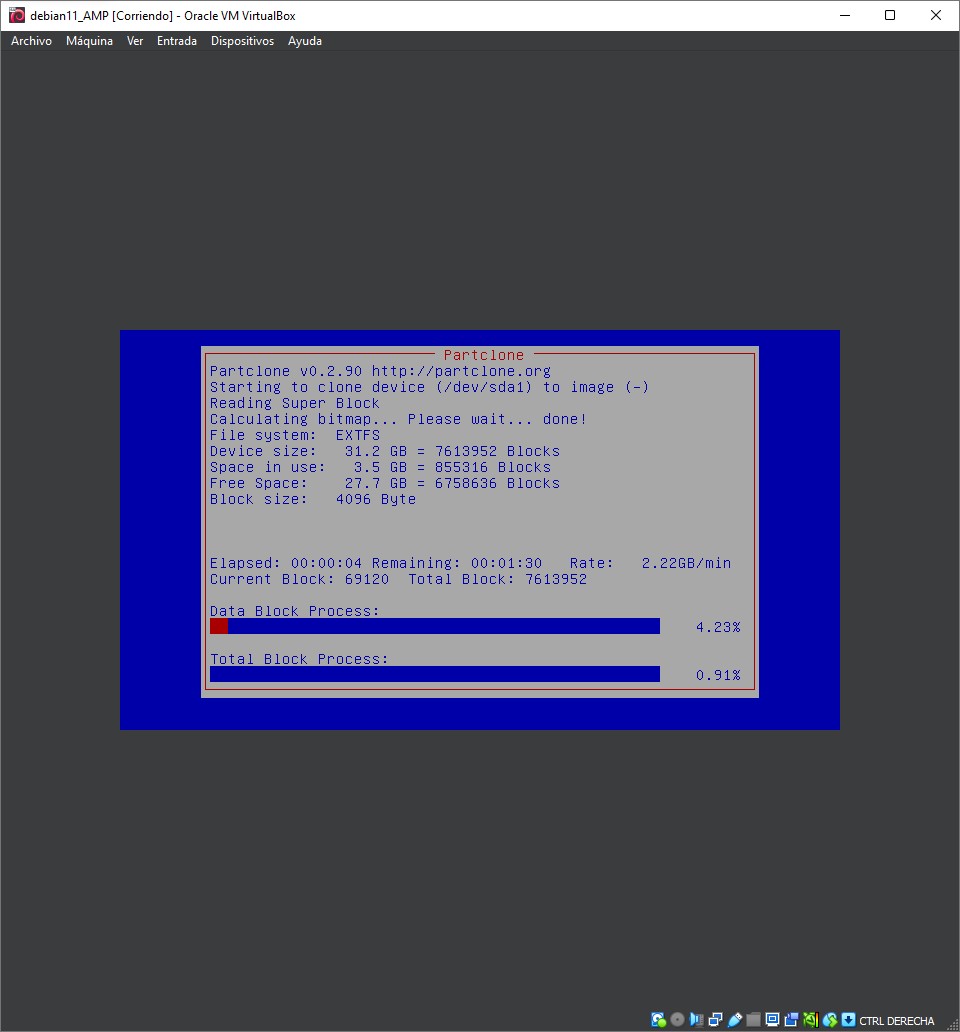 debian11_AMP [Corriendo] - Oracle VM VirtualBox
Archivo Máquina Ver Entrada Dispositivos Ayuda
Partclone
Partclone v0.2.90 http://partclone.org
Starting to clone device (/dev/sda1) to image (-)
Reading Super Block
Calculating bitmap... Please wait... done!
File system:  EXTFS
Device size:   31.2 GB = 7613952 Blocks
Space in use:   3.5 GB = 855316 Blocks
Free Space:    27.7 GB = 6758636 Blocks
Block size:   4096 Byte
Elapsed: 00:00:04 Remaining: 00:01:30   Rate:   2.22GB/min
Current Block: 69120  Total Block: 7613952
Data Block Process:
4.23%
Total Block Process:
0.91%
CTRL DERECHA